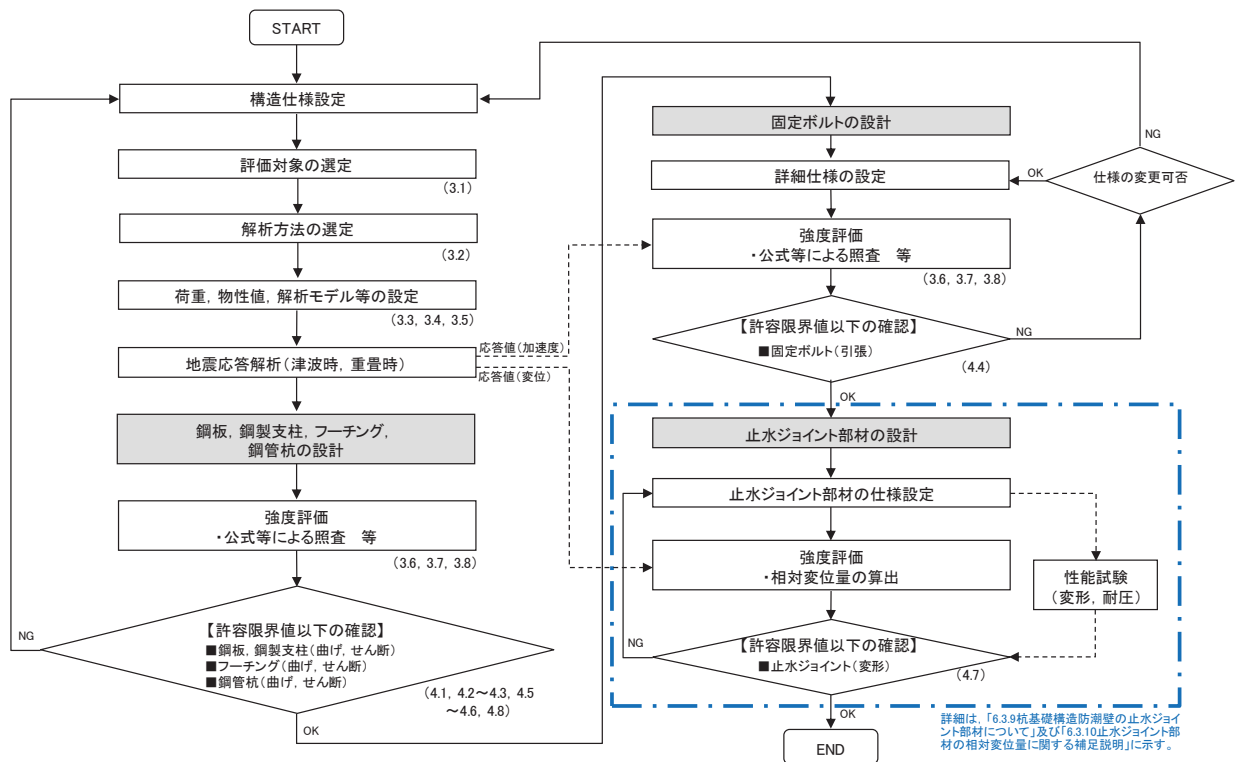 START
構造仕様設定
評価対象の選定
(3.1)
解析方法の選定
(3.2)
荷重, 物性値, 解析モデル等の設定
(3.3, 3.4, 3.5)
地震応答解析(津波時, 重畳時)
応答値(加速度)
応答値(変位)
鋼板, 鋼製支柱, フーチング,
鋼管杭の設計
強度評価
・公式等による照査 等
(3.6, 3.7, 3.8)
NG
【許容限界値以下の確認】
■鋼板, 鋼製支柱(曲げ, せん断)
■フーチング(曲げ, せん断)
■鋼管杭(曲げ, せん断)
(4.1, 4.2～4.3, 4.5
～4.6, 4.8)
OK
固定ボルトの設計
詳細仕様の設定
OK
仕様の変更可否
NG
強度評価
・公式等による照査 等
(3.6, 3.7, 3.8)
【許容限界値以下の確認】
■固定ボルト(引張)
NG
(4.4)
OK
止水ジョイント部材の設計
止水ジョイント部材の仕様設定
強度評価
・相対変位量の算出
性能試験
(変形, 耐圧)
NG
【許容限界値以下の確認】
■止水ジョイント(変形)
(4.7)
OK
END
詳細は,「6.3.9杭基礎構造防潮壁の止水ジョイ
ント部材について」及び「6.3.10止水ジョイント部
材の相対変位量に関する補足説明」に示す。